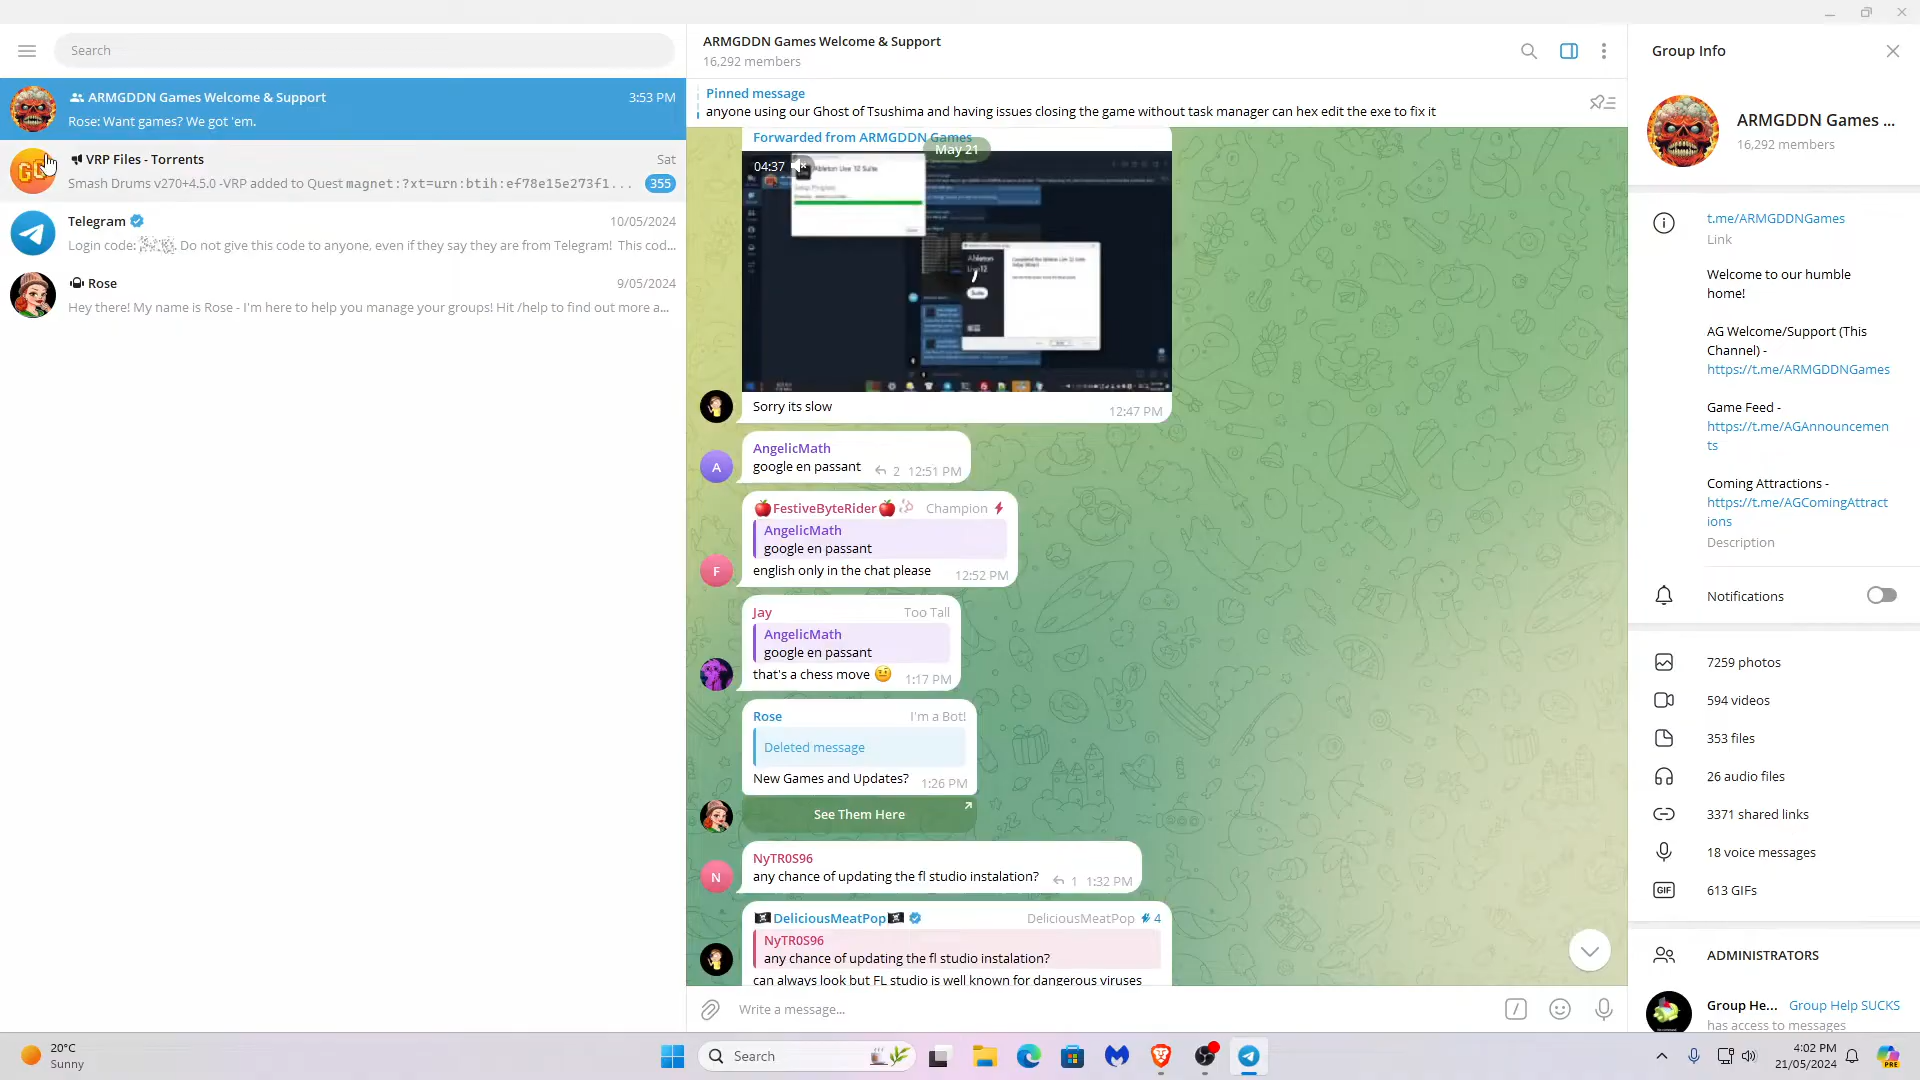 Search
ARMGDDN Games Welcome & Support
3:53 PM
Rose: Want games? We got 'em.
VRP Files - Torrents
Sat
Smash Drums v270+4.5.0 -VRP added to Quest magnet:?xt=urn:btih:ef78e15e273f1...
355
Telegram
10/05/2024
Login code: . Do not give this code to anyone, even if they say they are from Telegram! This cod...
Rose
9/05/2024
Hey there! My name is Rose - I'm here to help you manage your groups! Hit /help to find out more a...
ARMGDDN Games Welcome & Support
16,292 members
Pinned message
anyone using our Ghost of Tsushima and having issues closing the game without task manager can hex edit the exe to fix it
Forwarded from ARMGDDN Games
May 21
04:37
Ableton Live 12 Suite
Sorry its slow
12:47 PM
AngelicMath
A
google en passant
2 12:51 PM
🍎FestiveByteRider🍎
Champion
AngelicMath
google en passant
F
english only in the chat please
12:52 PM
Jay
Too Tall
AngelicMath
google en passant
that's a chess move 🤨
1:17 PM
Rose
I'm a Bot!
Deleted message
New Games and Updates?
1:26 PM
See Them Here
NyTR0S96
N
any chance of updating the fl studio instalation?
1 1:32 PM
🏴‍☠️DeliciousMeatPop🏴‍☠️
DeliciousMeatPop
4
NyTR0S96
any chance of updating the fl studio instalation?
can always look but FL studio is well known for dangerous viruses
Write a message...
Group Info
ARMGDDN Games ...
16,292 members
t.me/ARMGDDNGames
Link
Welcome to our humble
home!
AG Welcome/Support (This
Channel) -
https://t.me/ARMGDDNGames
Game Feed -
https://t.me/AGAnnouncemen
ts
Coming Attractions -
https://t.me/AGComingAttract
ions
Description
Notifications
7259 photos
594 videos
353 files
26 audio files
3371 shared links
18 voice messages
GIF
613 GIFs
ADMINISTRATORS
Group He...
Group Help SUCKS
has access to messages
20°C
Sunny
Search
4:02 PM
21/05/2024
PRE